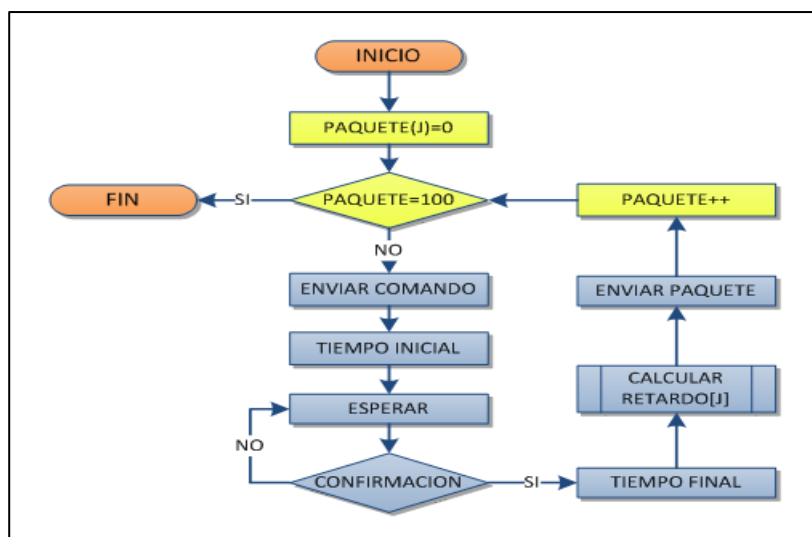 INICIO
PAQUETE(J)=0
PAQUETE=100
SI
FIN
NO
ENVIAR COMANDO
TIEMPO INICIAL
ESPERAR
NO
CONFIRMACION
SI
TIEMPO FINAL
CALCULAR
RETARDO[J]
ENVIAR PAQUETE
PAQUETE++